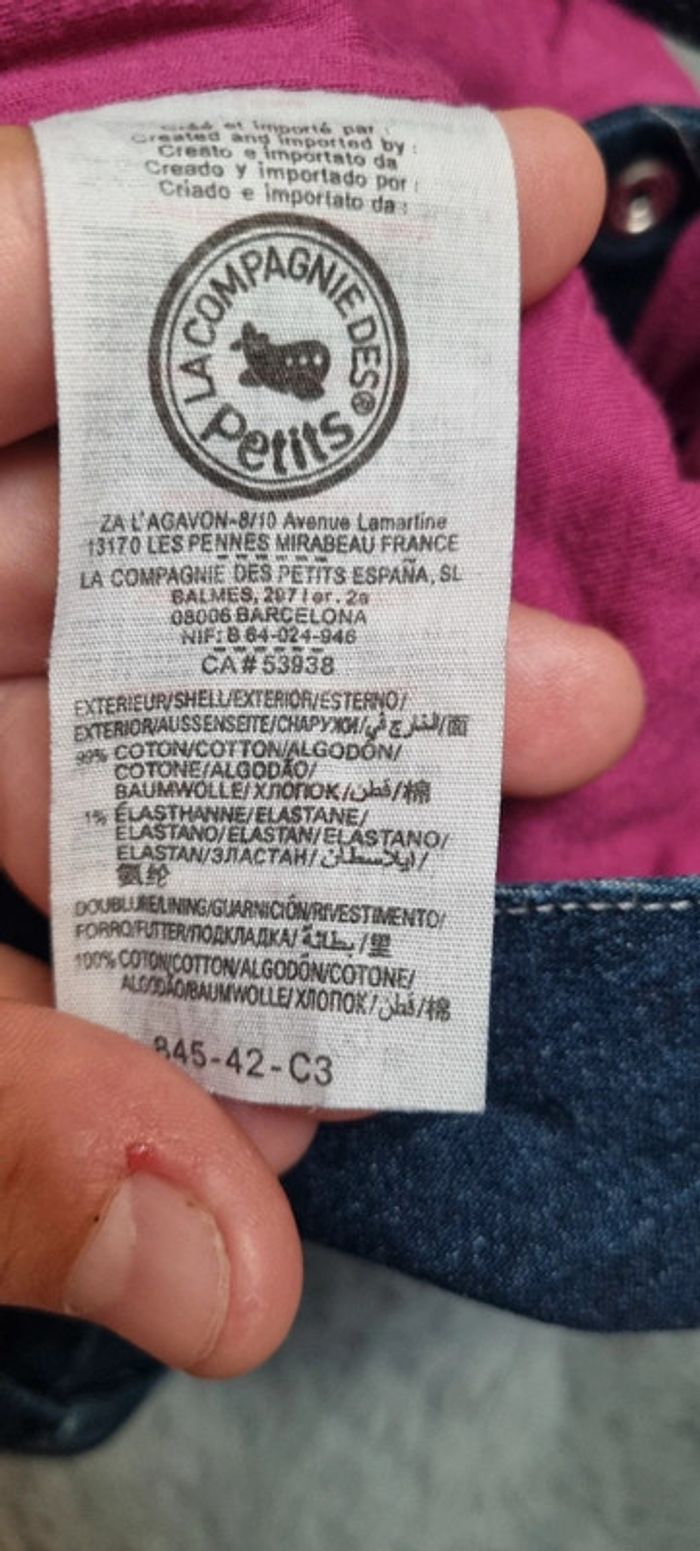 Créé et importé par :
Created and imported by :
Creato e importato da
Creado y importado por :
Criado e importato da :
LA COMPAGNIE DES®
Petits
ZA L'AGAVON-8/10 Avenue Lamartine
13170 LES PENNES MIRABEAU FRANCE
LA COMPAGNIE DES PETITS ESPAÑA, SL
BALMES, 297 1er. 2a
08006 BARCELONA
NIF: B 64-024-946
CA # 53938
EXTERIEUR/SHELL/EXTERIOR/ESTERNO/
EXTERIOR/AUSSENSEITE/СНАРУЖИ/في الخارج/面
99% COTON/COTTON/ALGODÓN/
COTONE/ALGODÃO/
BAUMWOLLE/ХЛОПОК/قطن/棉
1% ÉLASTHANNE/ELASTANE/
ELASTANO/ELASTAN/ELASTANO/
ELASTAN/ЭЛАСТАН/ايلاسطان/
氨纶
DOUBLURE/LINING/GUARNICIÓN/RIVESTIMENTO/
FORRO/FUTTER/ПОДКЛАДКА/بطانة/里
100% COTON/COTTON/ALGODÓN/COTONE/
ALGODÃO/BAUMWOLLE/ХЛОПОК/قطن/棉
845-42-C3